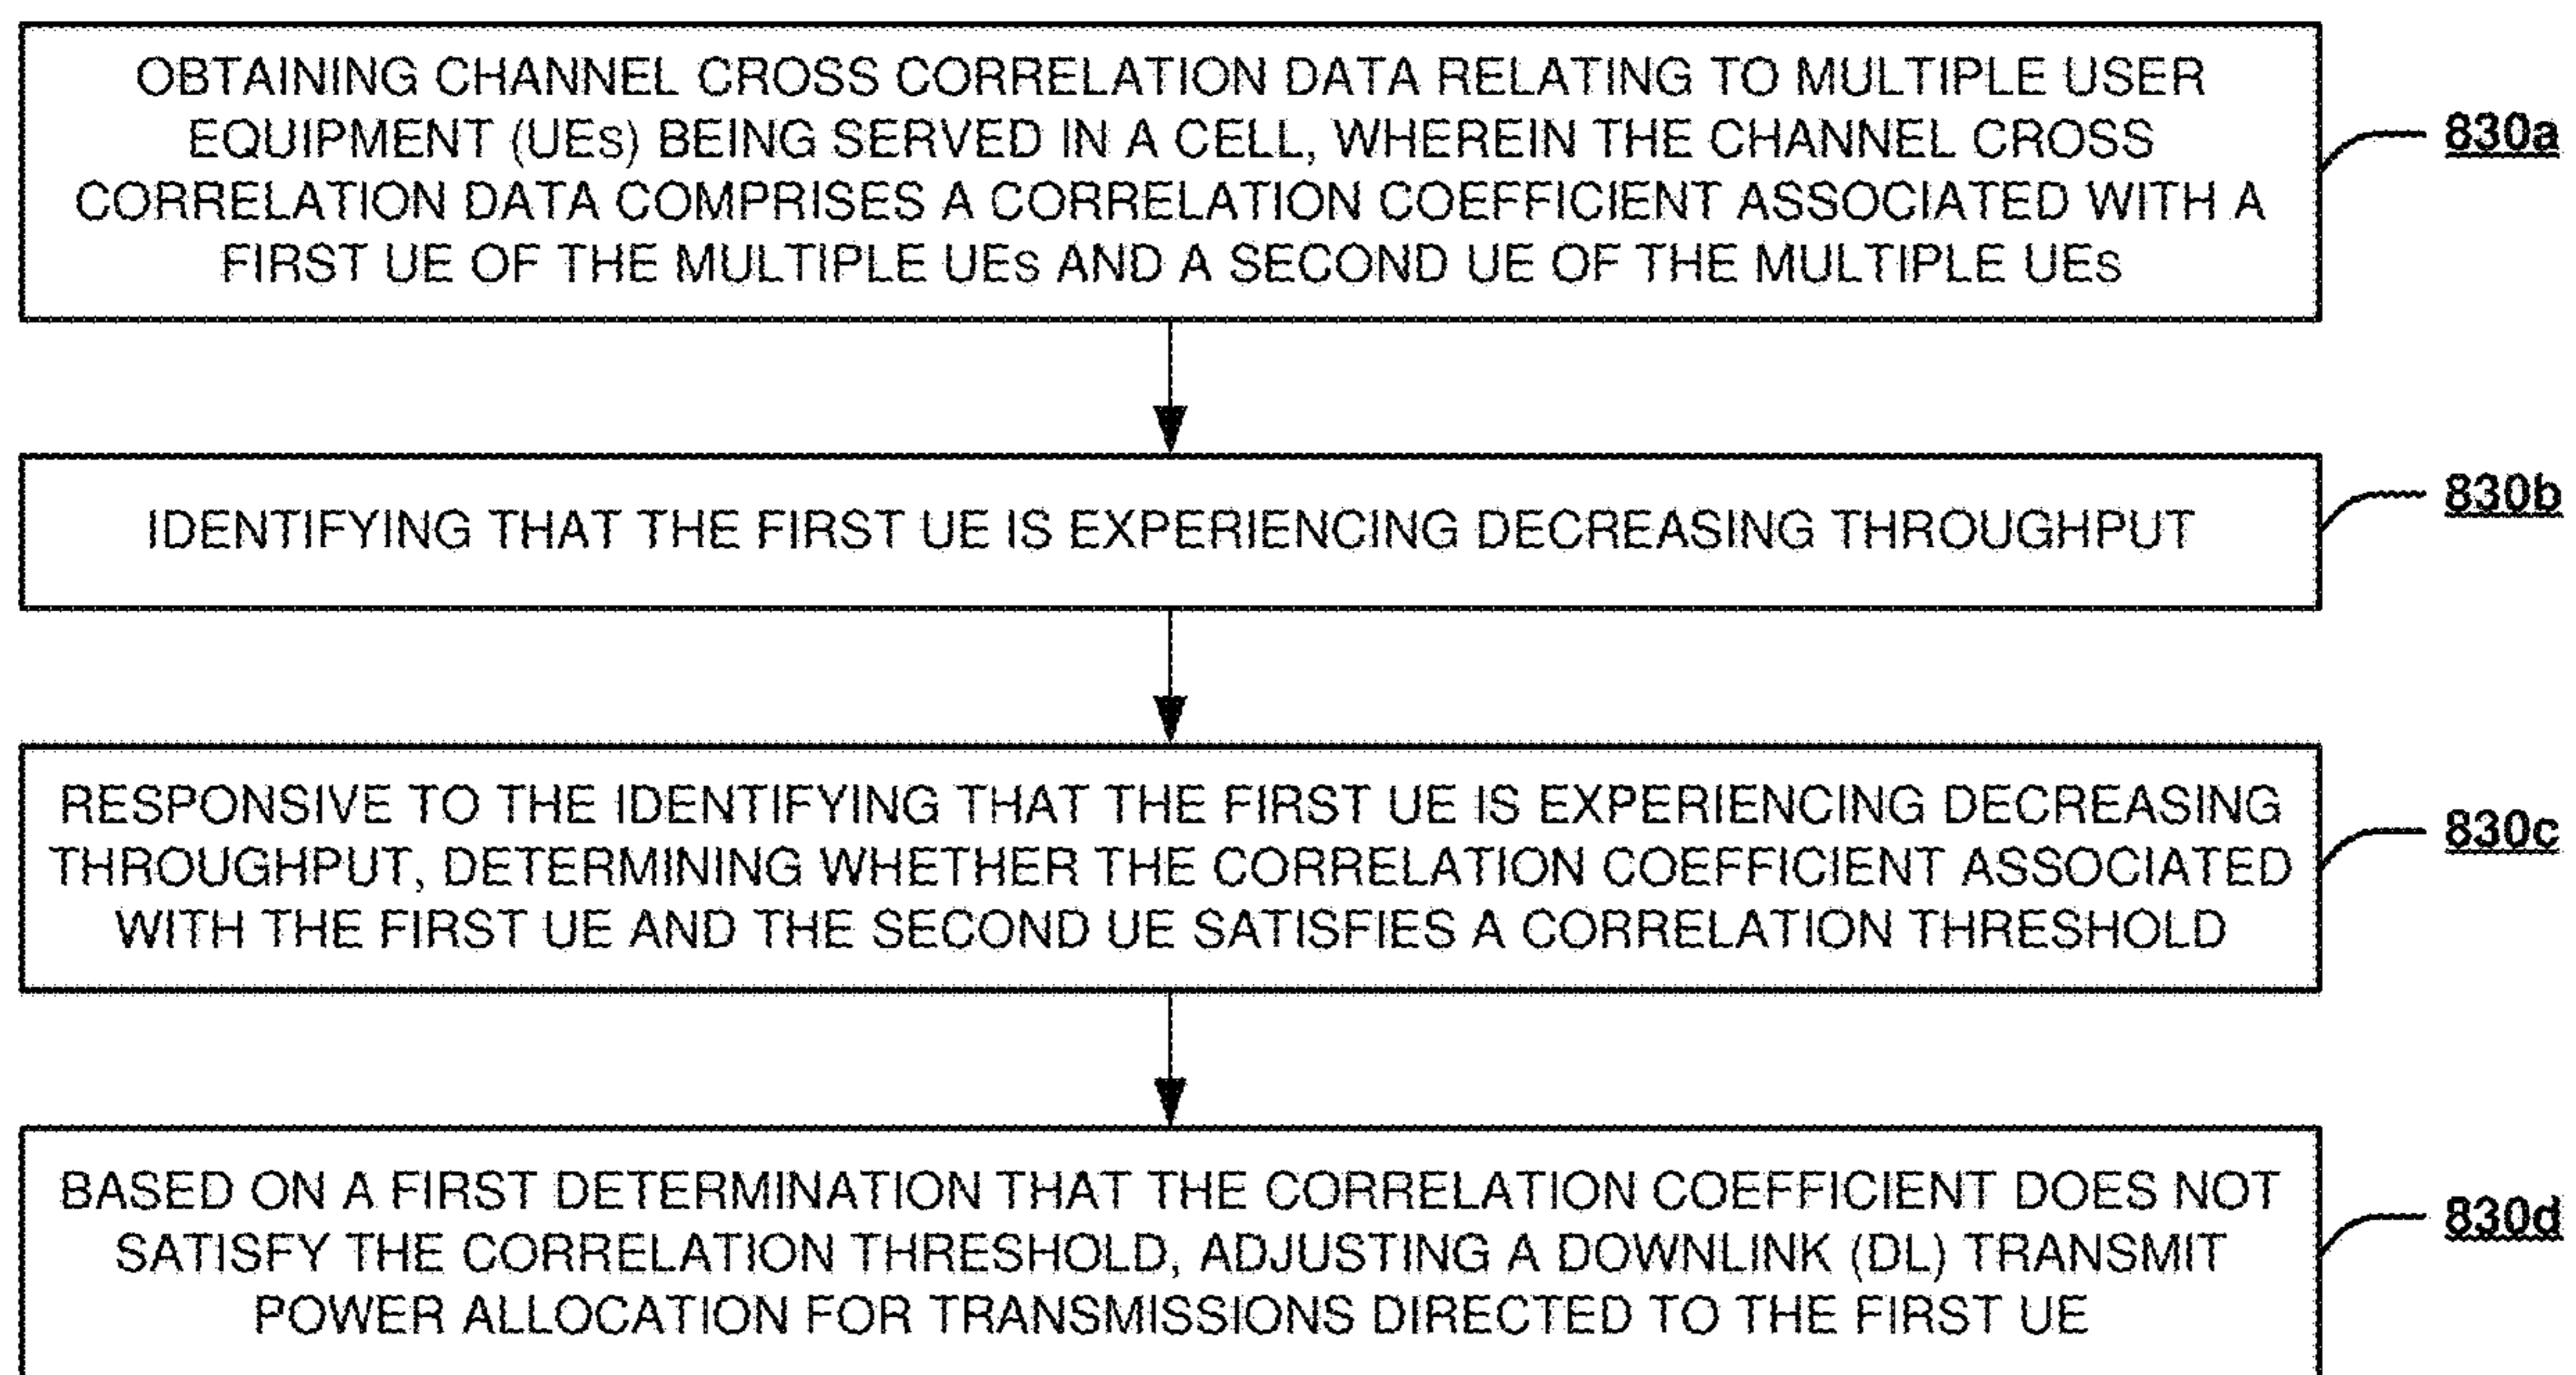 OBTAINING CHANNEL CROSS CORRELATION DATA RELATING TO MULTIPLE USER
EQUIPMENT (UEs) BEING SERVED IN A CELL, WHEREIN THE CHANNEL CROSS
CORRELATION DATA COMPRISES A CORRELATION COEFFICIENT ASSOCIATED WITH A
FIRST UE OF THE MULTIPLE UEs AND A SECOND UE OF THE MULTIPLE UEs
830a
IDENTIFYING THAT THE FIRST UE IS EXPERIENCING DECREASING THROUGHPUT
830b
RESPONSIVE TO THE IDENTIFYING THAT THE FIRST UE IS EXPERIENCING DECREASING
THROUGHPUT, DETERMINING WHETHER THE CORRELATION COEFFICIENT ASSOCIATED
WITH THE FIRST UE AND THE SECOND UE SATISFIES A CORRELATION THRESHOLD
830c
BASED ON A FIRST DETERMINATION THAT THE CORRELATION COEFFICIENT DOES NOT
SATISFY THE CORRELATION THRESHOLD, ADJUSTING A DOWNLINK (DL) TRANSMIT
POWER ALLOCATION FOR TRANSMISSIONS DIRECTED TO THE FIRST UE
830d